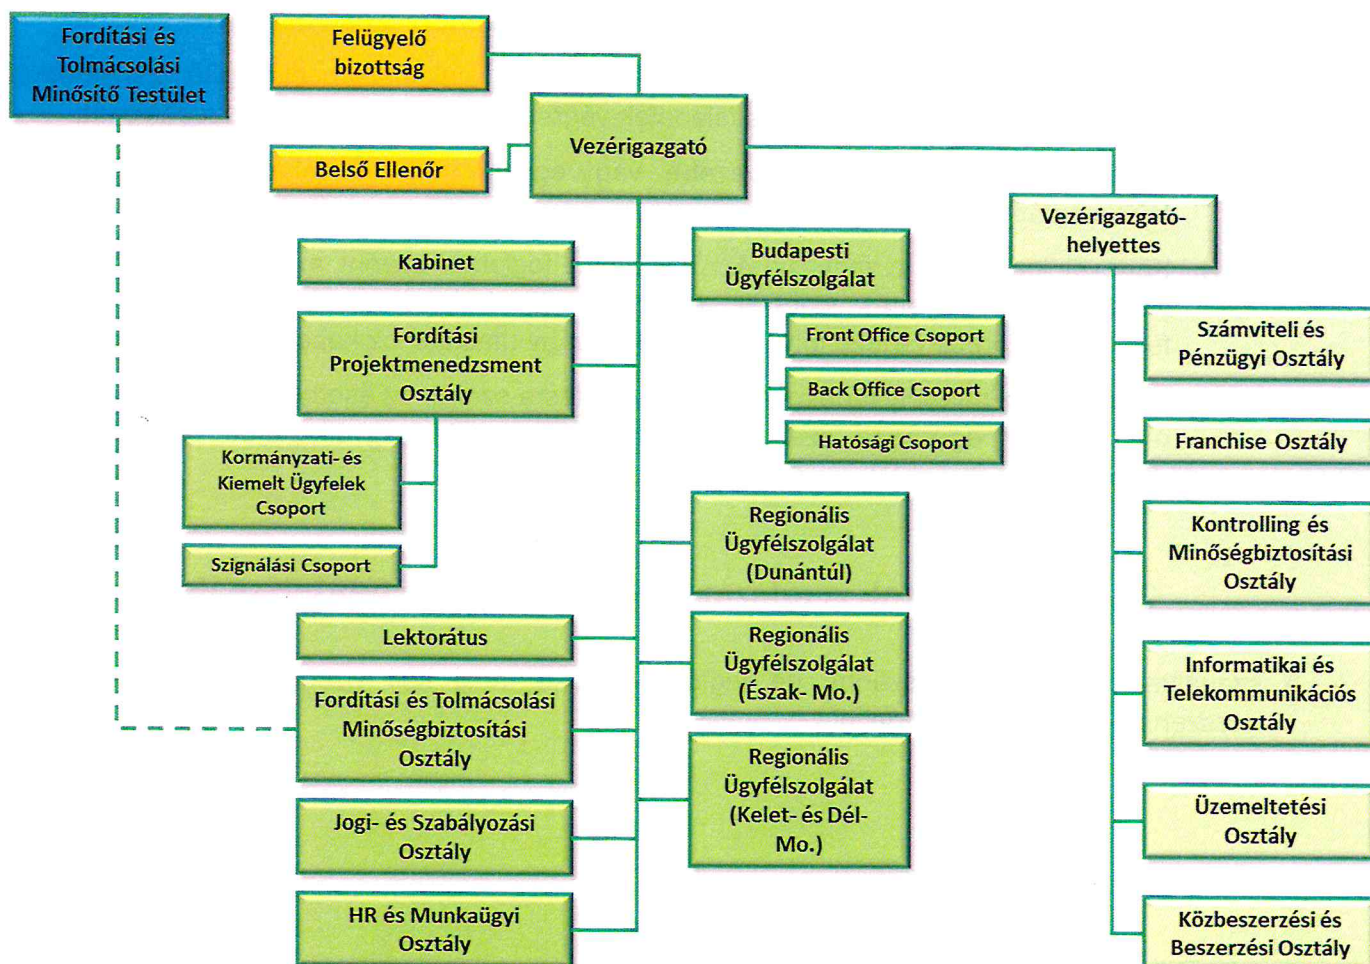 Fordítási és
Tolmácsolási
Minősítő Testület
Felügyelő
bizottság
Vezérigazgató
Belső Ellenőr
Vezérigazgató-
helyettes
Kabinet
Budapesti
Ügyfélszolgálat
Front Office Csoport
Back Office Csoport
Hatósági Csoport
Fordítási
Projektmenedzsment
Osztály
Kormányzati- és
Kiemelt Ügyfelek
Csoport
Szignálási Csoport
Regionális
Ügyfélszolgálat
(Dunántúl)
Lektorátus
Regionális
Ügyfélszolgálat
(Észak- Mo.)
Fordítási és Tolmácsolási
Minőségbiztosítási
Osztály
Regionális
Ügyfélszolgálat
(Kelet- és Dél-
Mo.)
Jogi- és Szabályozási
Osztály
HR és Munkaügyi
Osztály
Számviteli és
Pénzügyi Osztály
Franchise Osztály
Kontrolling és
Minőségbiztosítási
Osztály
Informatikai és
Telekommunikációs
Osztály
Üzemeltetési
Osztály
Közbeszerzési és
Beszerzési Osztály